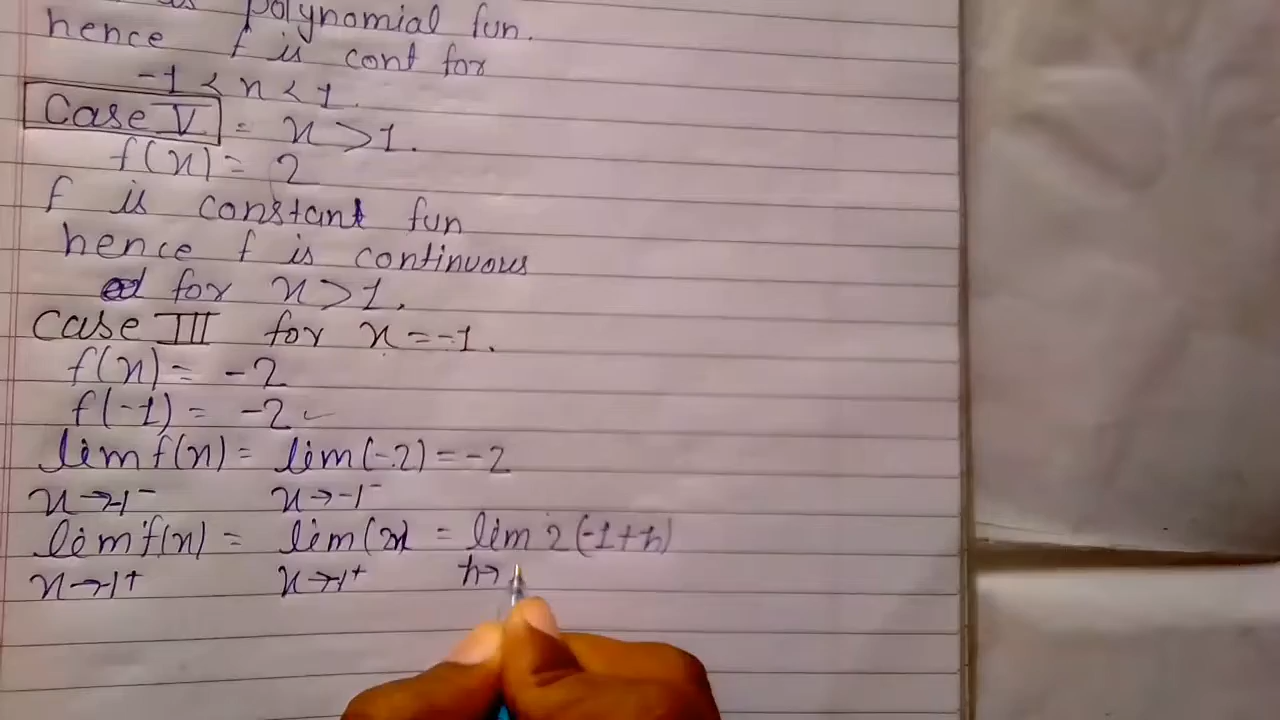 polynomial fun.
hence f is cont for
-1 < x < 1.
Case V = x > 1.
f(x) = 2
f is constant fun
hence f is continuous
for x > 1.
Case III for x = -1.
f(x) = -2
f(-1) = -2 ✓
lim f(x) = lim (-2) = -2
x→-1⁻ x→-1⁻
lim f(x) = lim (2x = lim 2(-1+h)
x→-1⁺ x→-1⁺ h→